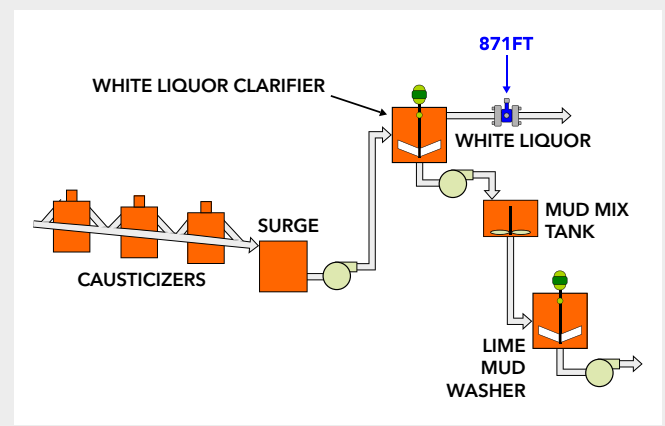 871FT
WHITE LIQUOR CLARIFIER
WHITE LIQUOR
MUD MIX
TANK
SURGE
CAUSTICIZERS
LIME
MUD
WASHER